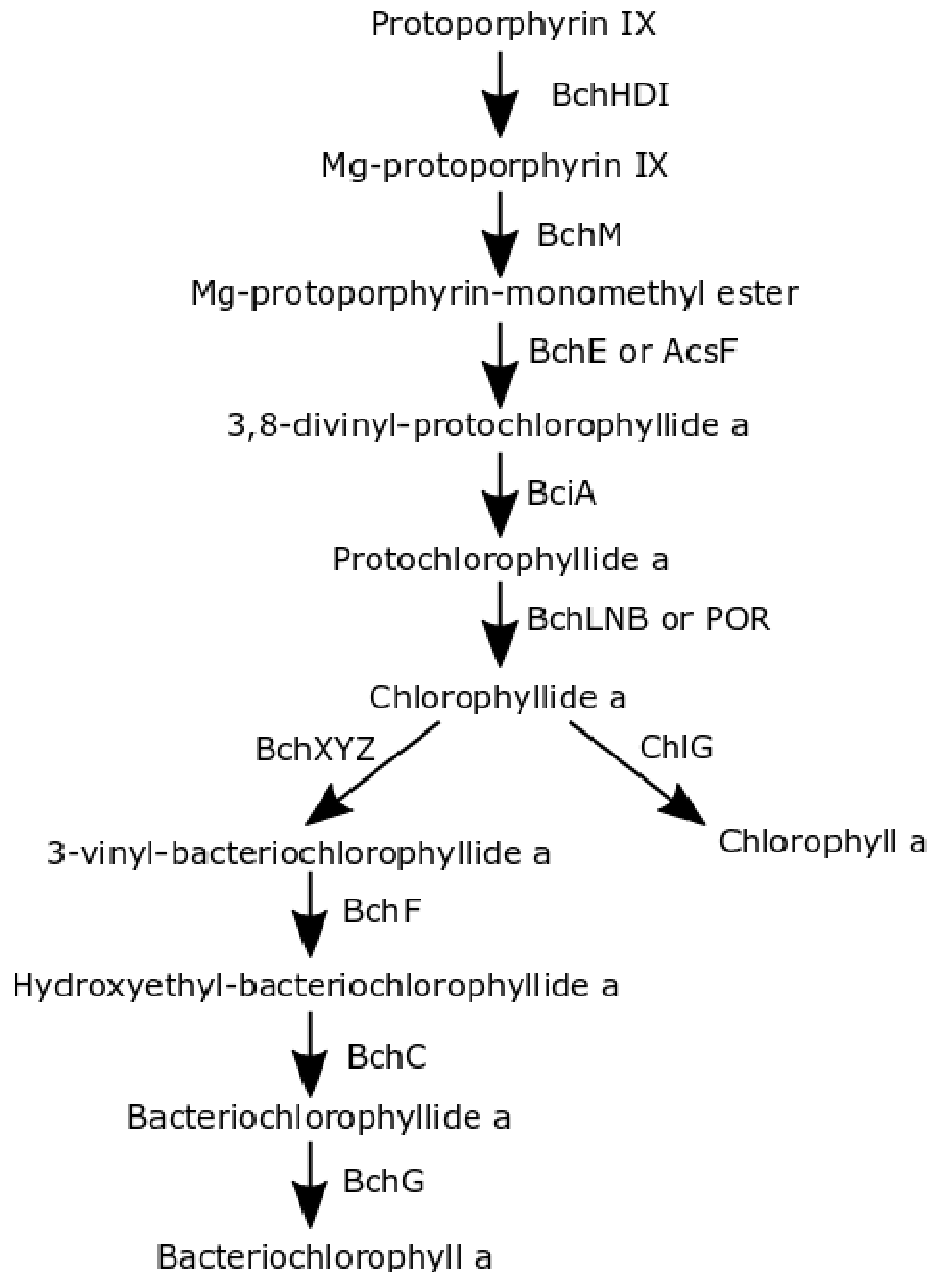 Protoporphyrin IX
BchHDI
Mg-protoporphyrin IX
BchM
Mg-protoporphyrin-monomethyl ester
BchE or AcsF
3,8-divinyl-protochlorophyllide a
BciA
Protochlorophyllide a
BchLNB or POR
Chlorophyllide a
BchXYZ
ChlG
3-vinyl-bacteriochlorophyllide a
Chlorophyll a
BchF
Hydroxyethyl-bacteriochlorophyllide a
BchC
Bacteriochlorophyllide a
BchG
Bacteriochlorophyll a